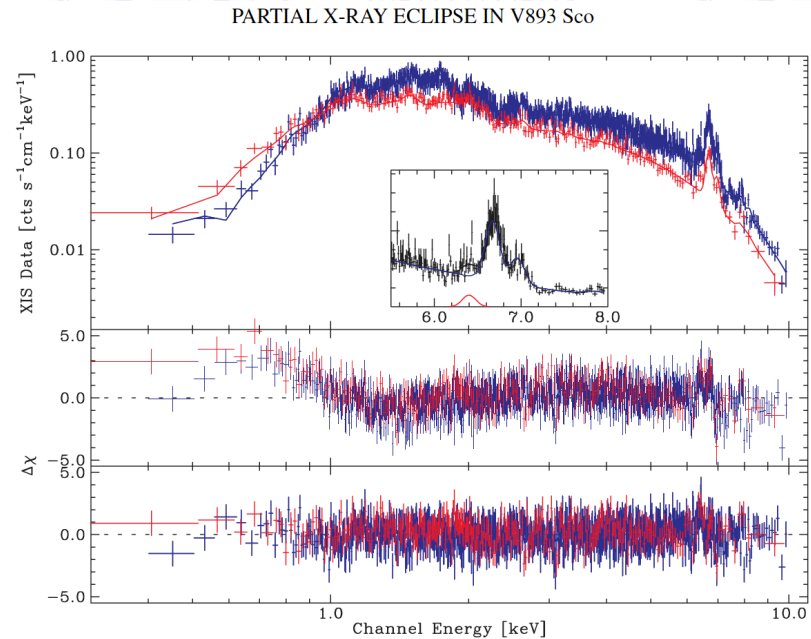 PARTIAL X-RAY ECLIPSE IN V893 Sco
1.00
0.10
0.01
XIS Data [cts s⁻¹cm⁻¹keV⁻¹]
6.0 7.0 8.0
5.0
0.0
-5.0
5.0
0.0
-5.0
Δχ
1.0 10.0
Channel Energy [keV]